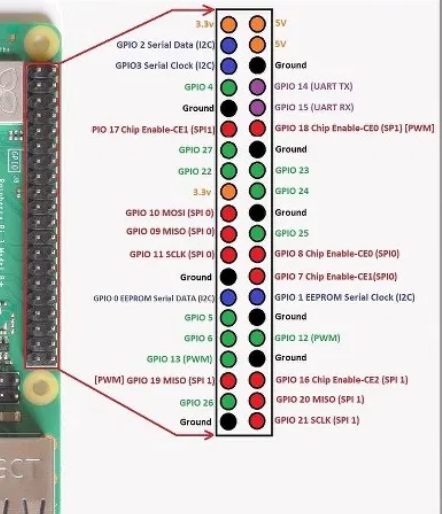 3.3v 5V
GPIO 2 Serial Data (I2C) 5V
GPIO3 Serial Clock (I2C) Ground
GPIO 4 GPIO 14 (UART TX)
Ground GPIO 15 (UART RX)
PIO 17 Chip Enable-CE1 (SPI1) GPIO 18 Chip Enable-CE0 (SP1) [PWM]
GPIO 27 Ground
GPIO 22 GPIO 23
3.3v GPIO 24
GPIO 10 MOSI (SPI 0) Ground
GPIO 09 MISO (SPI 0) GPIO 25
GPIO 11 SCLK (SPI 0) GPIO 8 Chip Enable-CE0 (SPI0)
Ground GPIO 7 Chip Enable-CE1(SPI0)
GPIO 0 EEPROM Serial DATA (I2C) GPIO 1 EEPROM Serial Clock (I2C)
GPIO 5 Ground
GPIO 6 GPIO 12 (PWM)
GPIO 13 (PWM) Ground
[PWM] GPIO 19 MISO (SPI 1) GPIO 16 Chip Enable-CE2 (SPI 1)
GPIO 26 GPIO 20 MISO (SPI 1)
Ground GPIO 21 SCLK (SPI 1)
GPIO
ECT